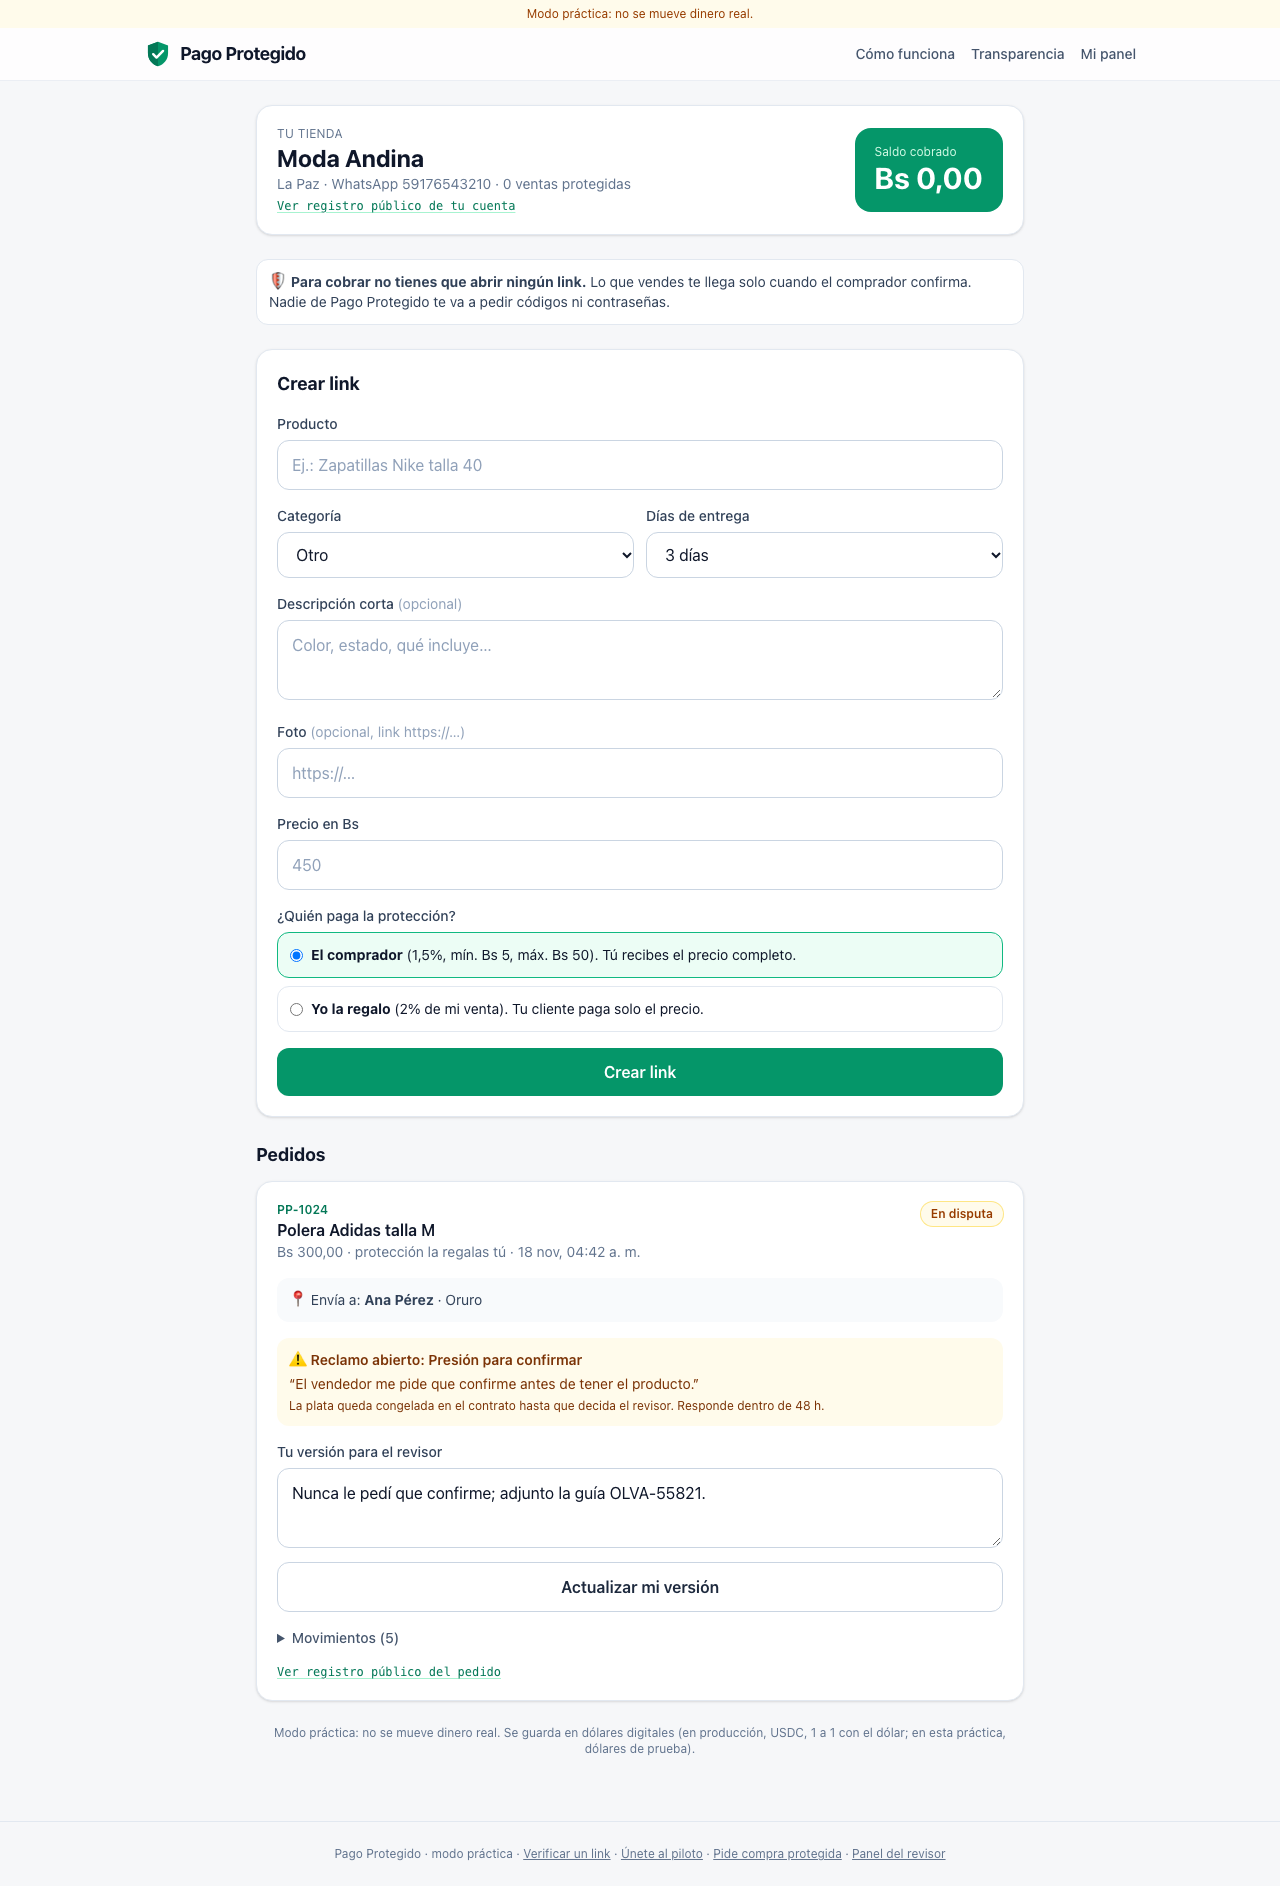 Modo práctica: no se mueve dinero real.
Pago Protegido
Cómo funciona Transparencia Mi panel
TU TIENDA
Moda Andina
La Paz · WhatsApp 59176543210 · 0 ventas protegidas
Ver registro público de tu cuenta
Saldo cobrado
Bs 0,00
Para cobrar no tienes que abrir ningún link. Lo que vendes te llega solo cuando el comprador confirma.
Nadie de Pago Protegido te va a pedir códigos ni contraseñas.
Crear link
Producto
Ej.: Zapatillas Nike talla 40
Categoría
Otro
Días de entrega
3 días
Descripción corta (opcional)
Color, estado, qué incluye...
Foto (opcional, link https://...)
https://...
Precio en Bs
450
¿Quién paga la protección?
El comprador (1,5%, mín. Bs 5, máx. Bs 50). Tú recibes el precio completo.
Yo la regalo (2% de mi venta). Tu cliente paga solo el precio.
Crear link
Pedidos
PP-1024
Polera Adidas talla M
Bs 300,00 · protección la regalas tú · 18 nov, 04:42 a. m.
En disputa
📍 Envía a: Ana Pérez · Oruro
⚠️ Reclamo abierto: Presión para confirmar
“El vendedor me pide que confirme antes de tener el producto.”
La plata queda congelada en el contrato hasta que decida el revisor. Responde dentro de 48 h.
Tu versión para el revisor
Nunca le pedí que confirme; adjunto la guía OLVA-55821.
Actualizar mi versión
Movimientos (5)
Ver registro público del pedido
Modo práctica: no se mueve dinero real. Se guarda en dólares digitales (en producción, USDC, 1 a 1 con el dólar; en esta práctica,
dólares de prueba).
Pago Protegido · modo práctica · Verificar un link · Únete al piloto · Pide compra protegida · Panel del revisor